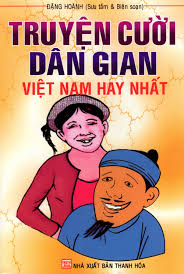 ĐẶNG HOÀNH (Sưu tầm & Biên soạn)
TRUYỆN CƯỜI
DÂN GIAN
VIỆT NAM HAY NHẤT
NHÀ XUẤT BẢN THANH HÓA